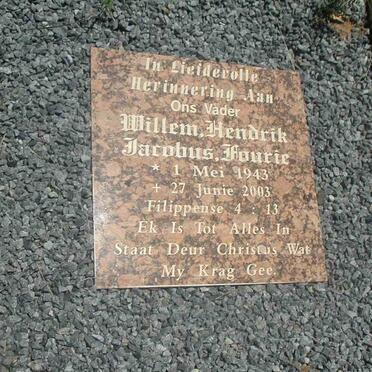 In Liefdevolle
Herinnering Aan
Ons Vader
Willem, Hendrik
Jacobus, Fourie
* 1 Mei 1943
+ 27 Junie 2003
Filippense 4 : 13
Ek Is Tot Alles In
Staat Deur Christus Wat
My Krag Gee.